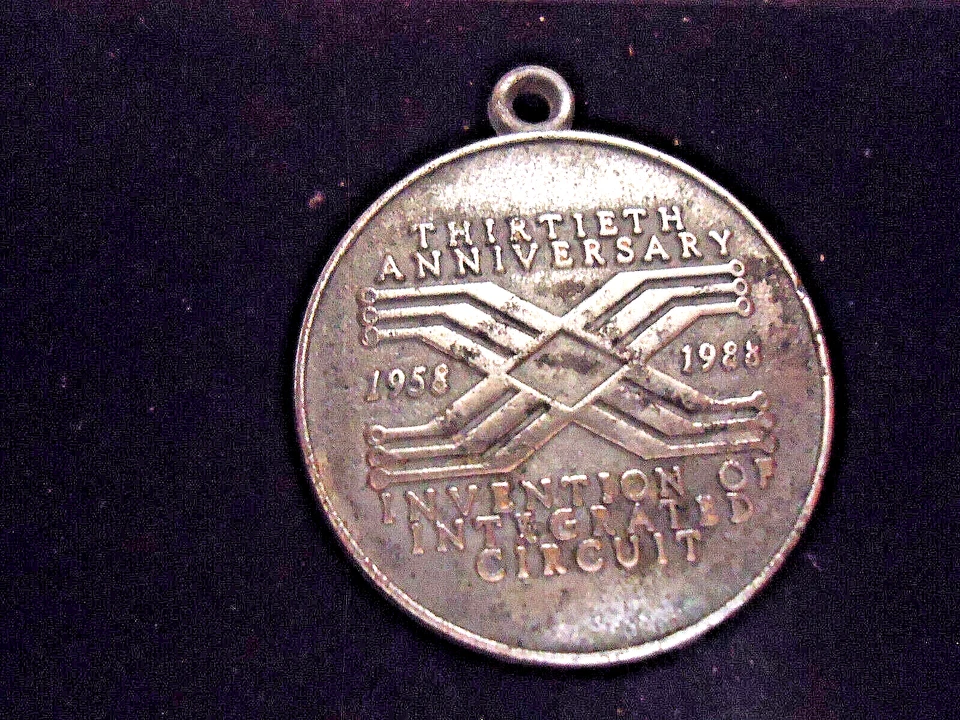 THIRTIETH
ANNIVERSARY
1958 1988
INVENTION OF
INTEGRATED
CIRCUIT